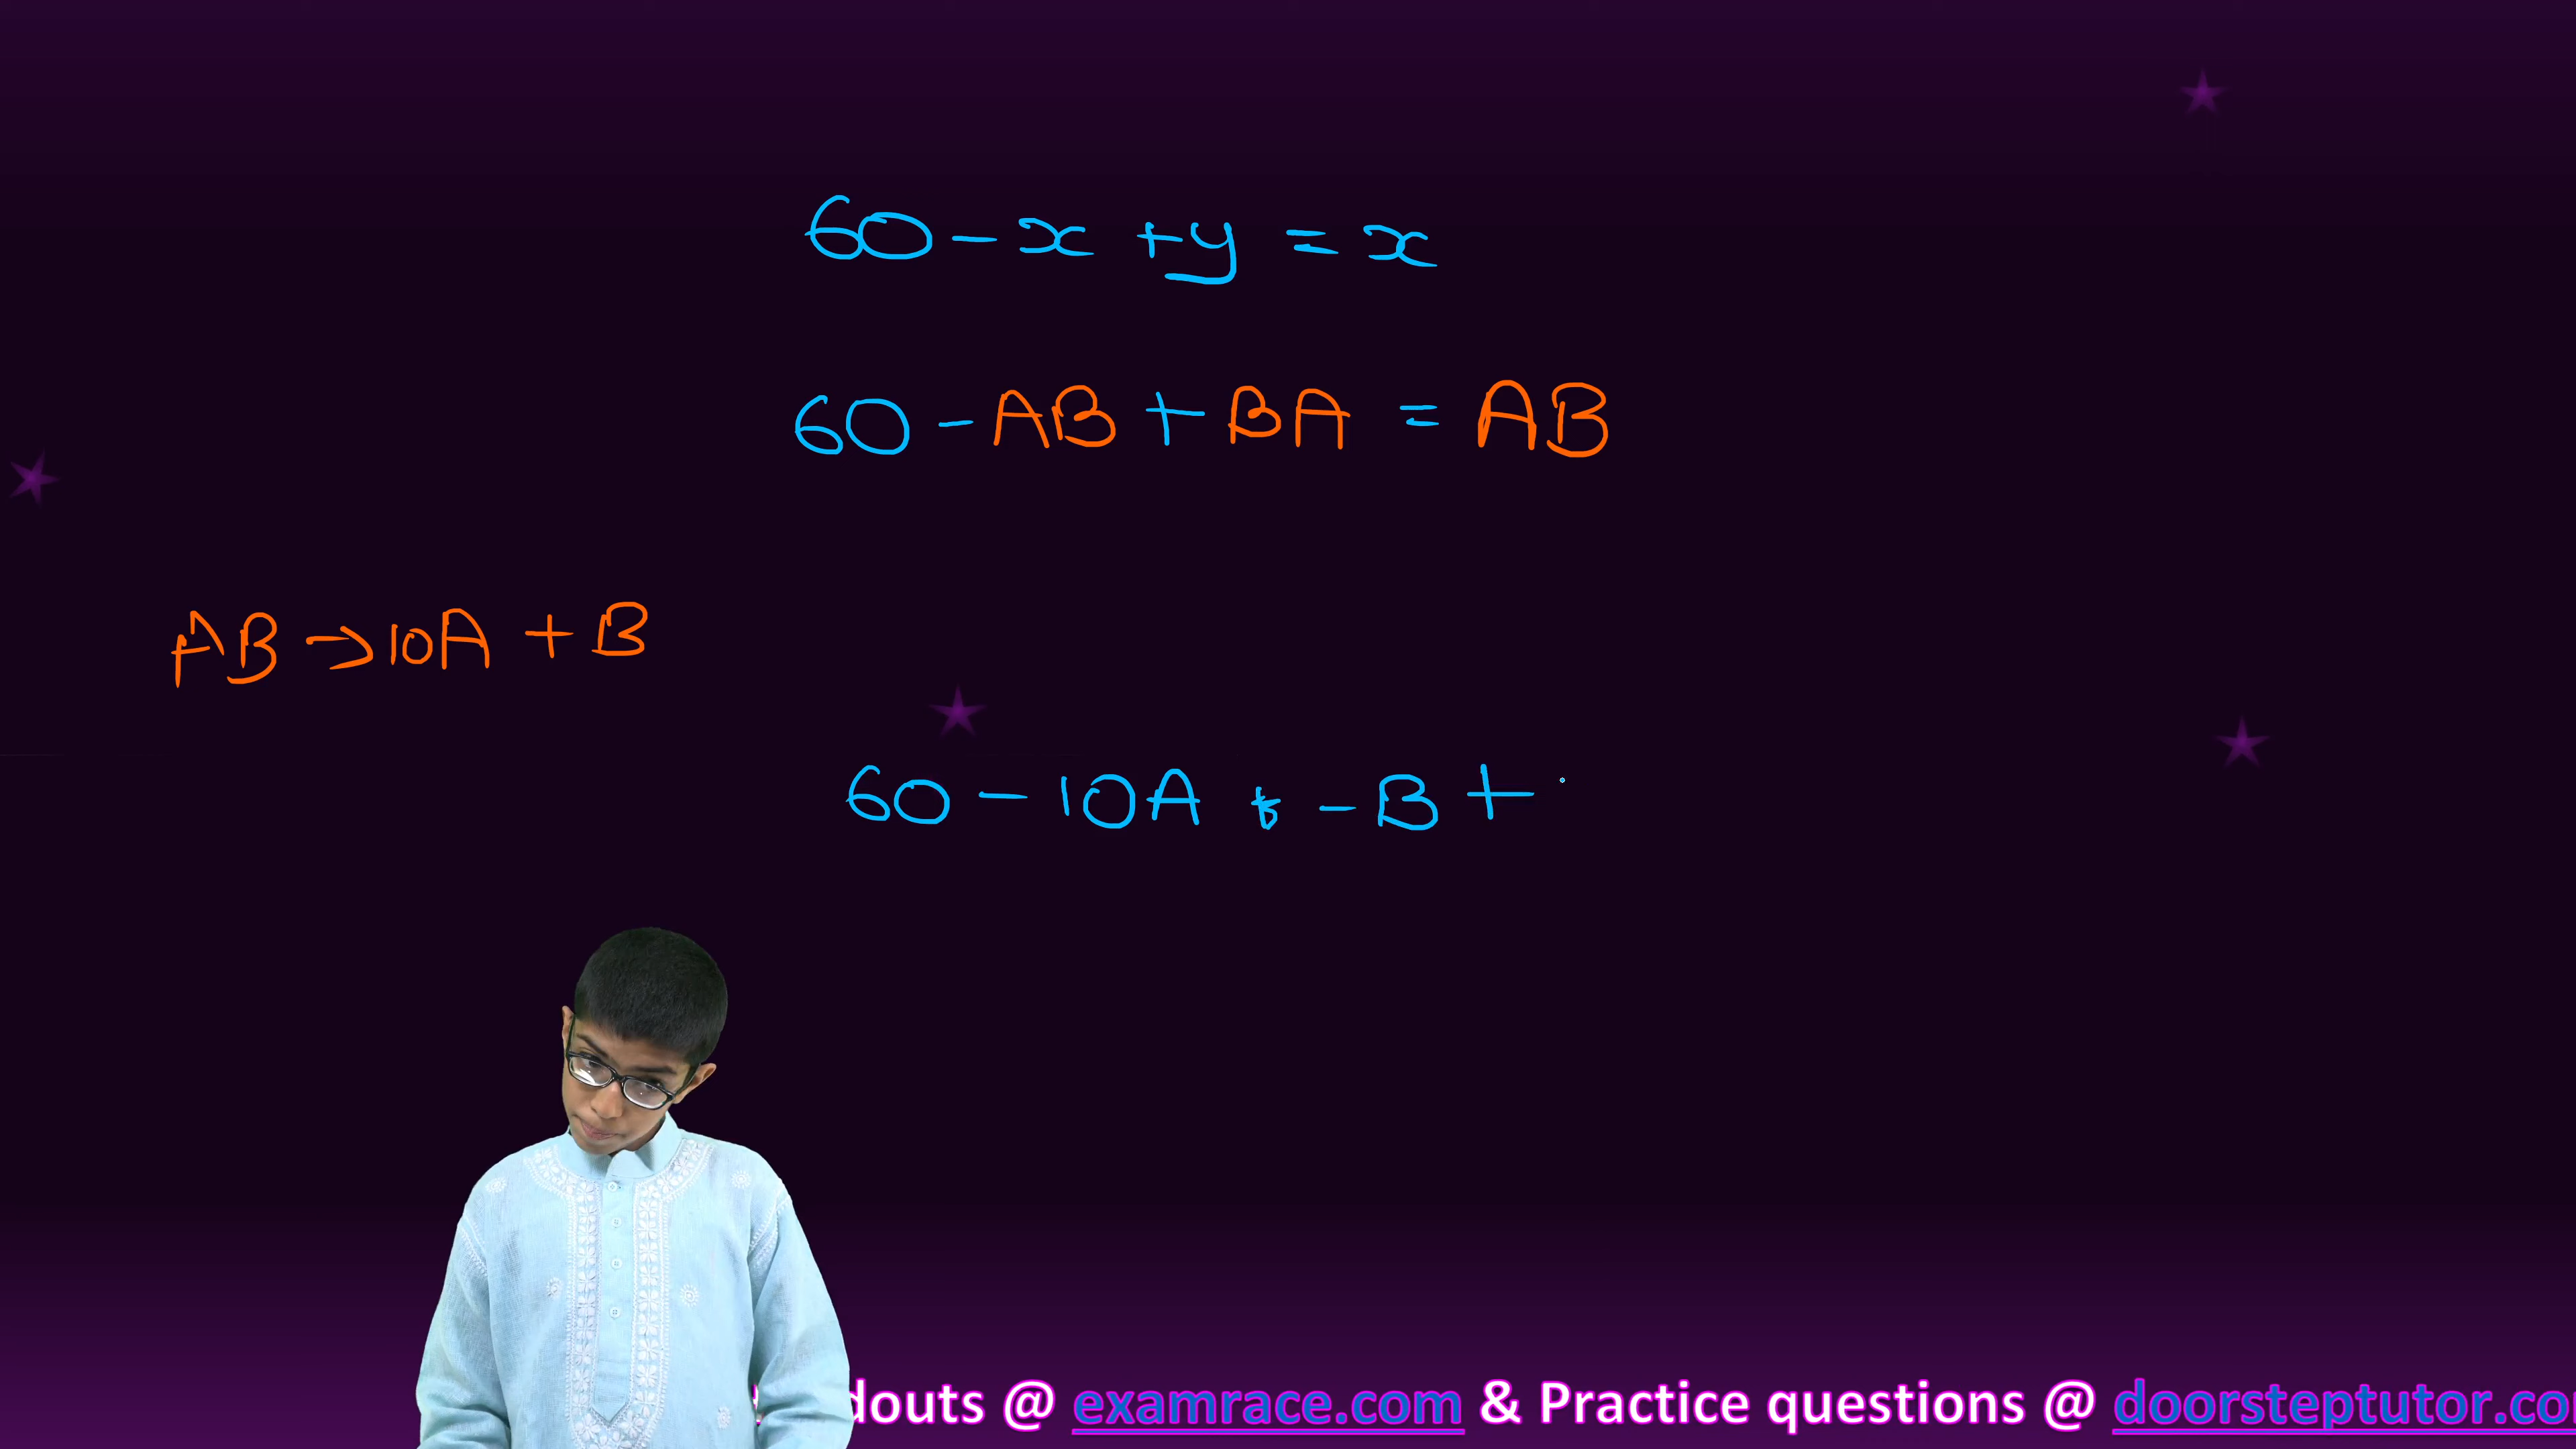 60 - x + y = x
60 - AB + BA = AB
AB → 10A + B
60 - 10A - B +
douts @ examrace.com & Practice questions @ doorsteptutor.co